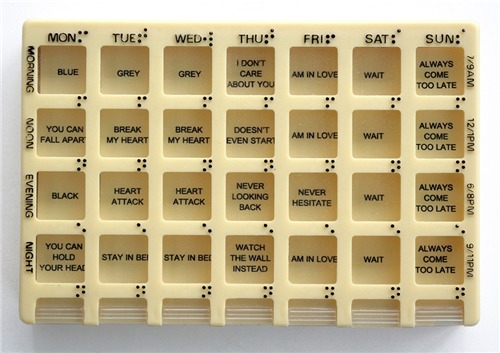 MON TUE WED THU FRI SAT SUN
MORNING
BLUE
GREY
GREY
I DON'T
CARE
ABOUT YOU
AM IN LOVE
WAIT
ALWAYS
COME
TOO LATE
7/9AM
NOON
YOU CAN
FALL APART
BREAK
MY HEART
BREAK
MY HEART
DOESN'T
EVEN START
AM IN LOVE
WAIT
ALWAYS
COME
TOO LATE
12/1PM
EVENING
BLACK
HEART
ATTACK
HEART
ATTACK
NEVER
LOOKING
BACK
NEVER
HESITATE
WAIT
ALWAYS
COME
TOO LATE
6/8PM
NIGHT
YOU CAN
HOLD
YOUR HEAD
STAY IN BED
STAY IN BED
WATCH
THE WALL
INSTEAD
AM IN LOVE
WAIT
ALWAYS
COME
TOO LATE
9/11PM